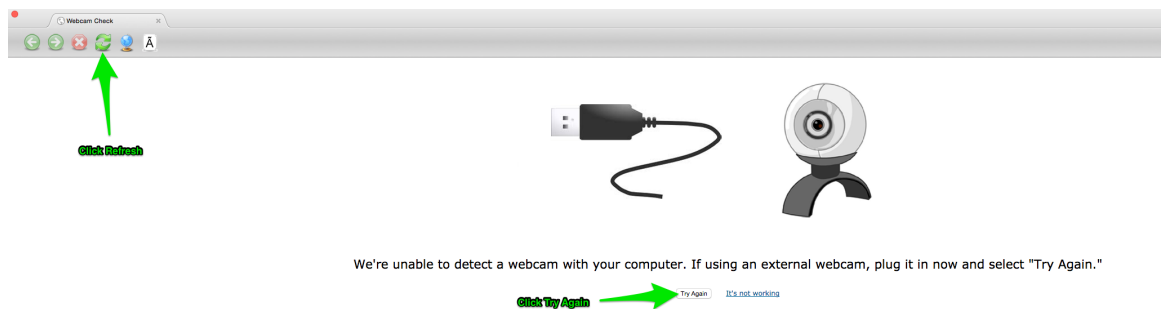 Webcam Check
Ã
Click Refresh
We're unable to detect a webcam with your computer. If using an external webcam, plug it in now and select "Try Again."
Click Try Again
Try Again It's not working